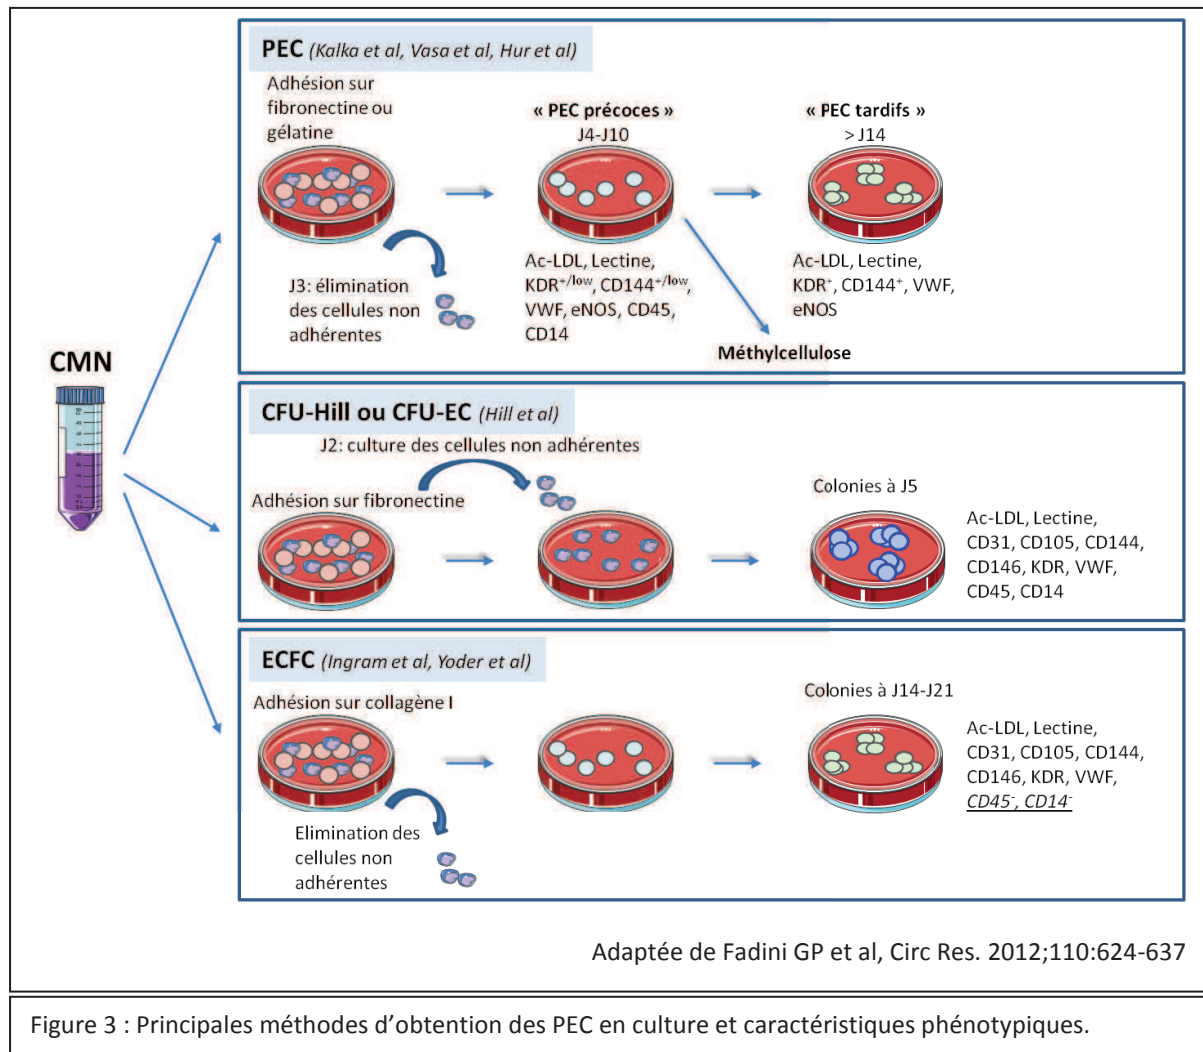 PEC (Kalka et al, Vasa et al, Hur et al)
Adhésion sur
fibronectine ou
gélatine
« PEC précoces »
J4-J10
« PEC tardifs »
> J14
J3: élimination
des cellules non
adhérentes
Ac-LDL, Lectine,
KDR+/low, CD144+/low,
VWF, eNOS, CD45,
CD14
Ac-LDL, Lectine,
KDR+, CD144+, VWF,
eNOS
Méthylcellulose
CMN
CFU-Hill ou CFU-EC (Hill et al)
J2: culture des cellules non adhérentes
Adhésion sur fibronectine
Colonies à J5
Ac-LDL, Lectine,
CD31, CD105, CD144,
CD146, KDR, VWF,
CD45, CD14
ECFC (Ingram et al, Yoder et al)
Adhésion sur collagène I
Colonies à J14-J21
Ac-LDL, Lectine,
CD31, CD105, CD144,
CD146, KDR, VWF,
CD45-, CD14-
Elimination des
cellules non
adhérentes
Adaptée de Fadini GP et al, Circ Res. 2012;110:624-637
Figure 3 : Principales méthodes d’obtention des PEC en culture et caractéristiques phénotypiques.